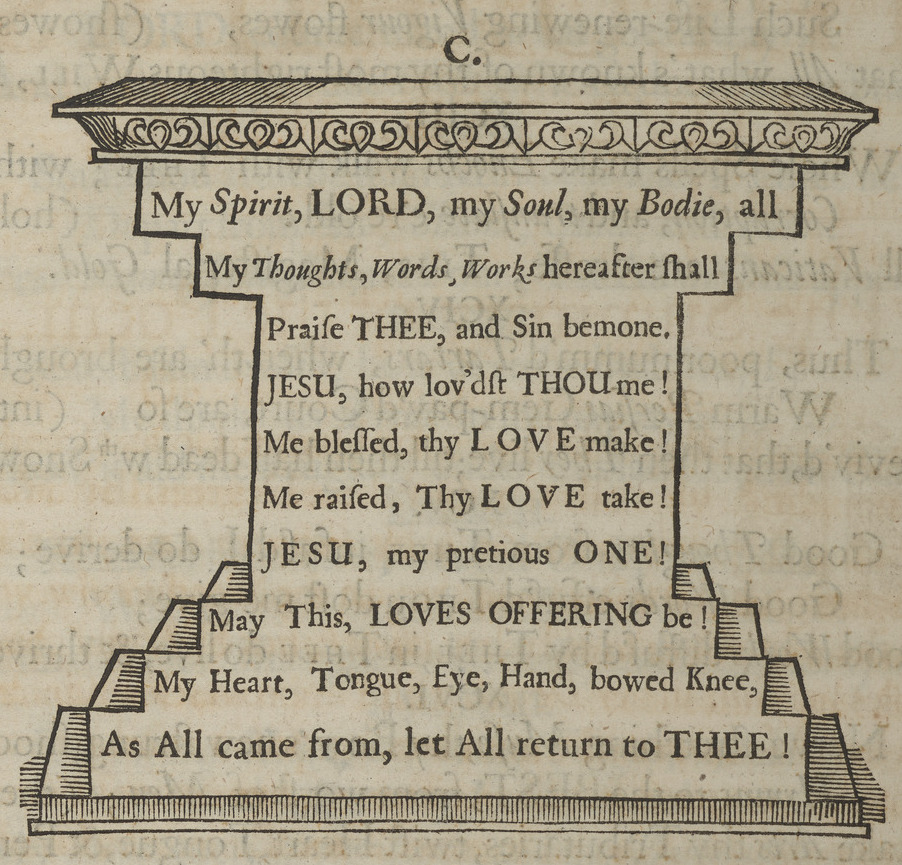 C.
My Spirit, LORD, my Soul, my Bodie, all
My Thoughts, Words, Works hereafter ſhall
Praiſe THEE, and Sin bemone.
JESU, how lov'dſt THOU me!
Me bleſſed, thy LOVE make!
Me raiſed, Thy LOVE take!
JESU, my pretious ONE!
May This, LOVES OFFERING be!
My Heart, Tongue, Eye, Hand, bowed Knee,
As All came from, let All return to THEE!